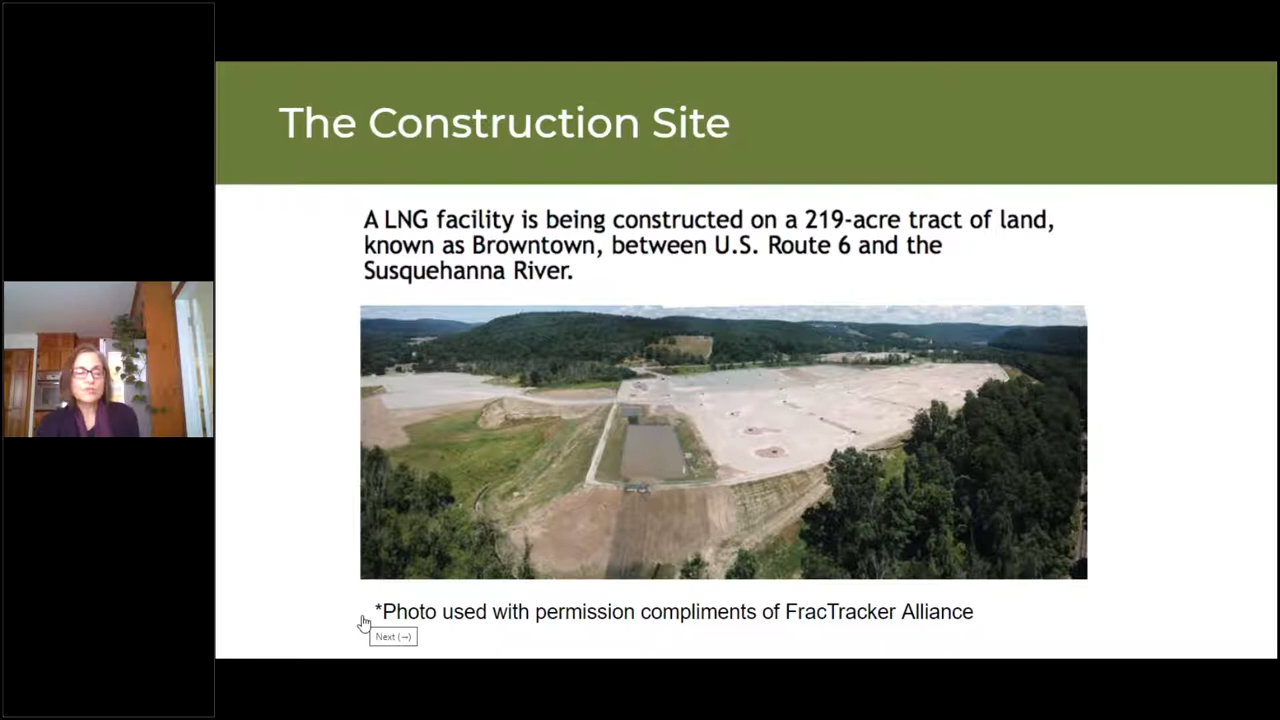 The Construction Site
A LNG facility is being constructed on a 219-acre tract of land,
known as Browntown, between U.S. Route 6 and the
Susquehanna River.
*Photo used with permission compliments of FracTracker Alliance
Next (→)